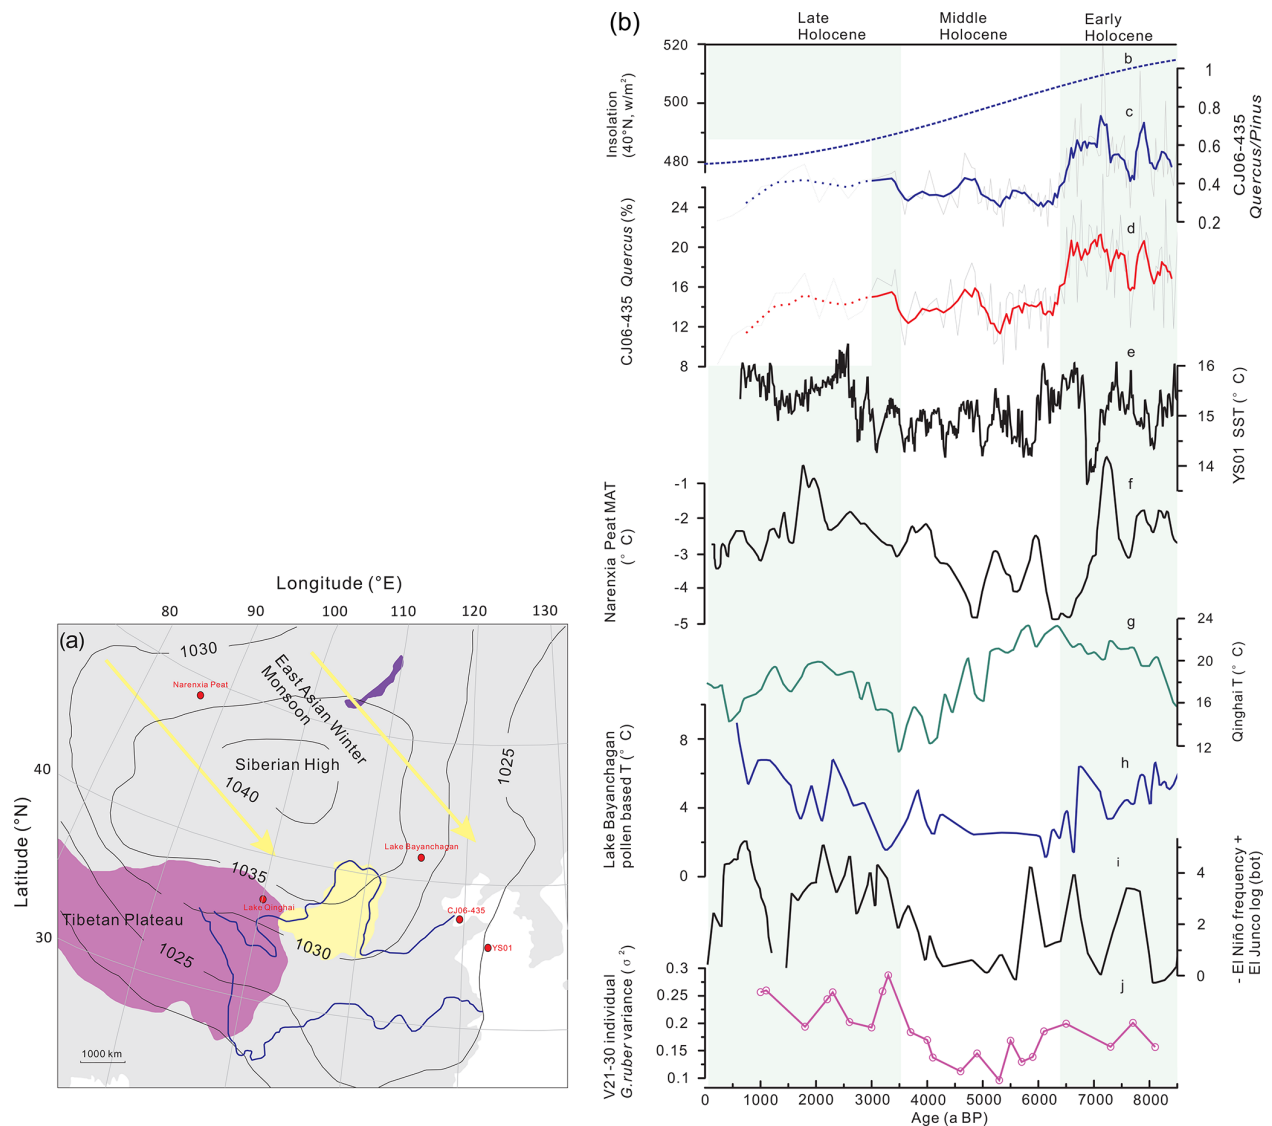 (b)
Late
Holocene
Middle
Holocene
Early
Holocene
520
500
480
Insolation
(40°N, w/m²)
b
1
0.8
0.6
0.4
0.2
CJ06-435
Quercus/Pinus
c
24
20
16
12
8
CJ06-435 Quercus (%)
d
e
16
15
14
YS01 SST (° C)
-1
-2
-3
-4
-5
Narenxia Peat MAT
(° C)
f
24
20
16
12
Qinghai T (° C)
g
8
4
0
Lake Bayanchagan
pollen based T (° C)
h
4
2
0
- El Nino frequency +
El Junco log (bot)
i
0.3
0.25
0.2
0.15
0.1
V21-30 individual
G.ruber variance (σ²)
j
0 1000 2000 3000 4000 5000 6000 7000 8000
Age (a BP)
Longitude (°E)
80 90 100 110 120 130
(a)
1030
Narenxia Peat
East Asian Winter
Monsoon
Siberian High
1040
1025
40
Latitude (°N)
Lake Bayanchagan
1035
Lake Qinghai
CJ06-435
Tibetan Plateau
30
1030
YS01
1025
1000 km